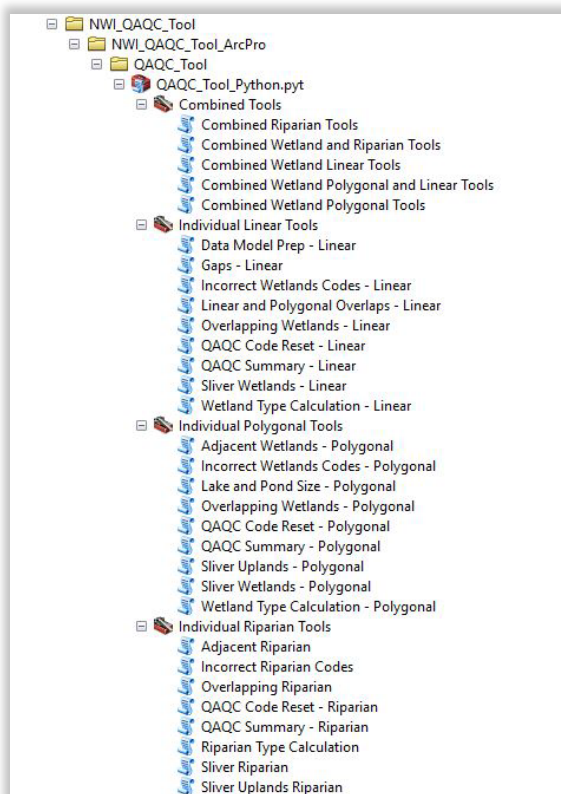 NWI_QAQC_Tool
NWI_QAQC_Tool_ArcPro
QAQC_Tool
QAQC_Tool_Python.pyt
Combined Tools
Combined Riparian Tools
Combined Wetland and Riparian Tools
Combined Wetland Linear Tools
Combined Wetland Polygonal and Linear Tools
Combined Wetland Polygonal Tools
Individual Linear Tools
Data Model Prep - Linear
Gaps - Linear
Incorrect Wetlands Codes - Linear
Linear and Polygonal Overlaps - Linear
Overlapping Wetlands - Linear
QAQC Code Reset - Linear
QAQC Summary - Linear
Sliver Wetlands - Linear
Wetland Type Calculation - Linear
Individual Polygonal Tools
Adjacent Wetlands - Polygonal
Incorrect Wetlands Codes - Polygonal
Lake and Pond Size - Polygonal
Overlapping Wetlands - Polygonal
QAQC Code Reset - Polygonal
QAQC Summary - Polygonal
Sliver Uplands - Polygonal
Sliver Wetlands - Polygonal
Wetland Type Calculation - Polygonal
Individual Riparian Tools
Adjacent Riparian
Incorrect Riparian Codes
Overlapping Riparian
QAQC Code Reset - Riparian
QAQC Summary - Riparian
Riparian Type Calculation
Sliver Riparian
Sliver Uplands Riparian